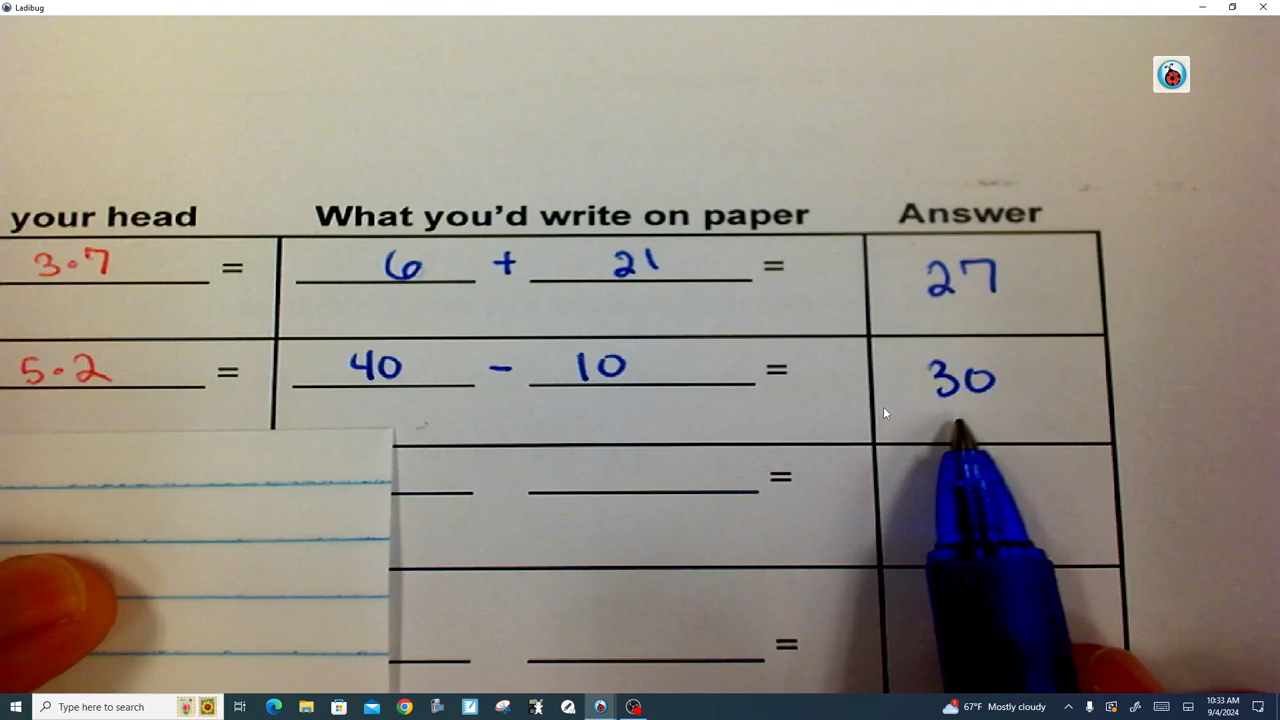 Ladibug
your head What you'd write on paper Answer
3·7 = 6 + 21 = 27
5·2 = 40 - 10 = 30
=
=
Type here to search 67°F Mostly cloudy 10:33 AM
9/4/2024